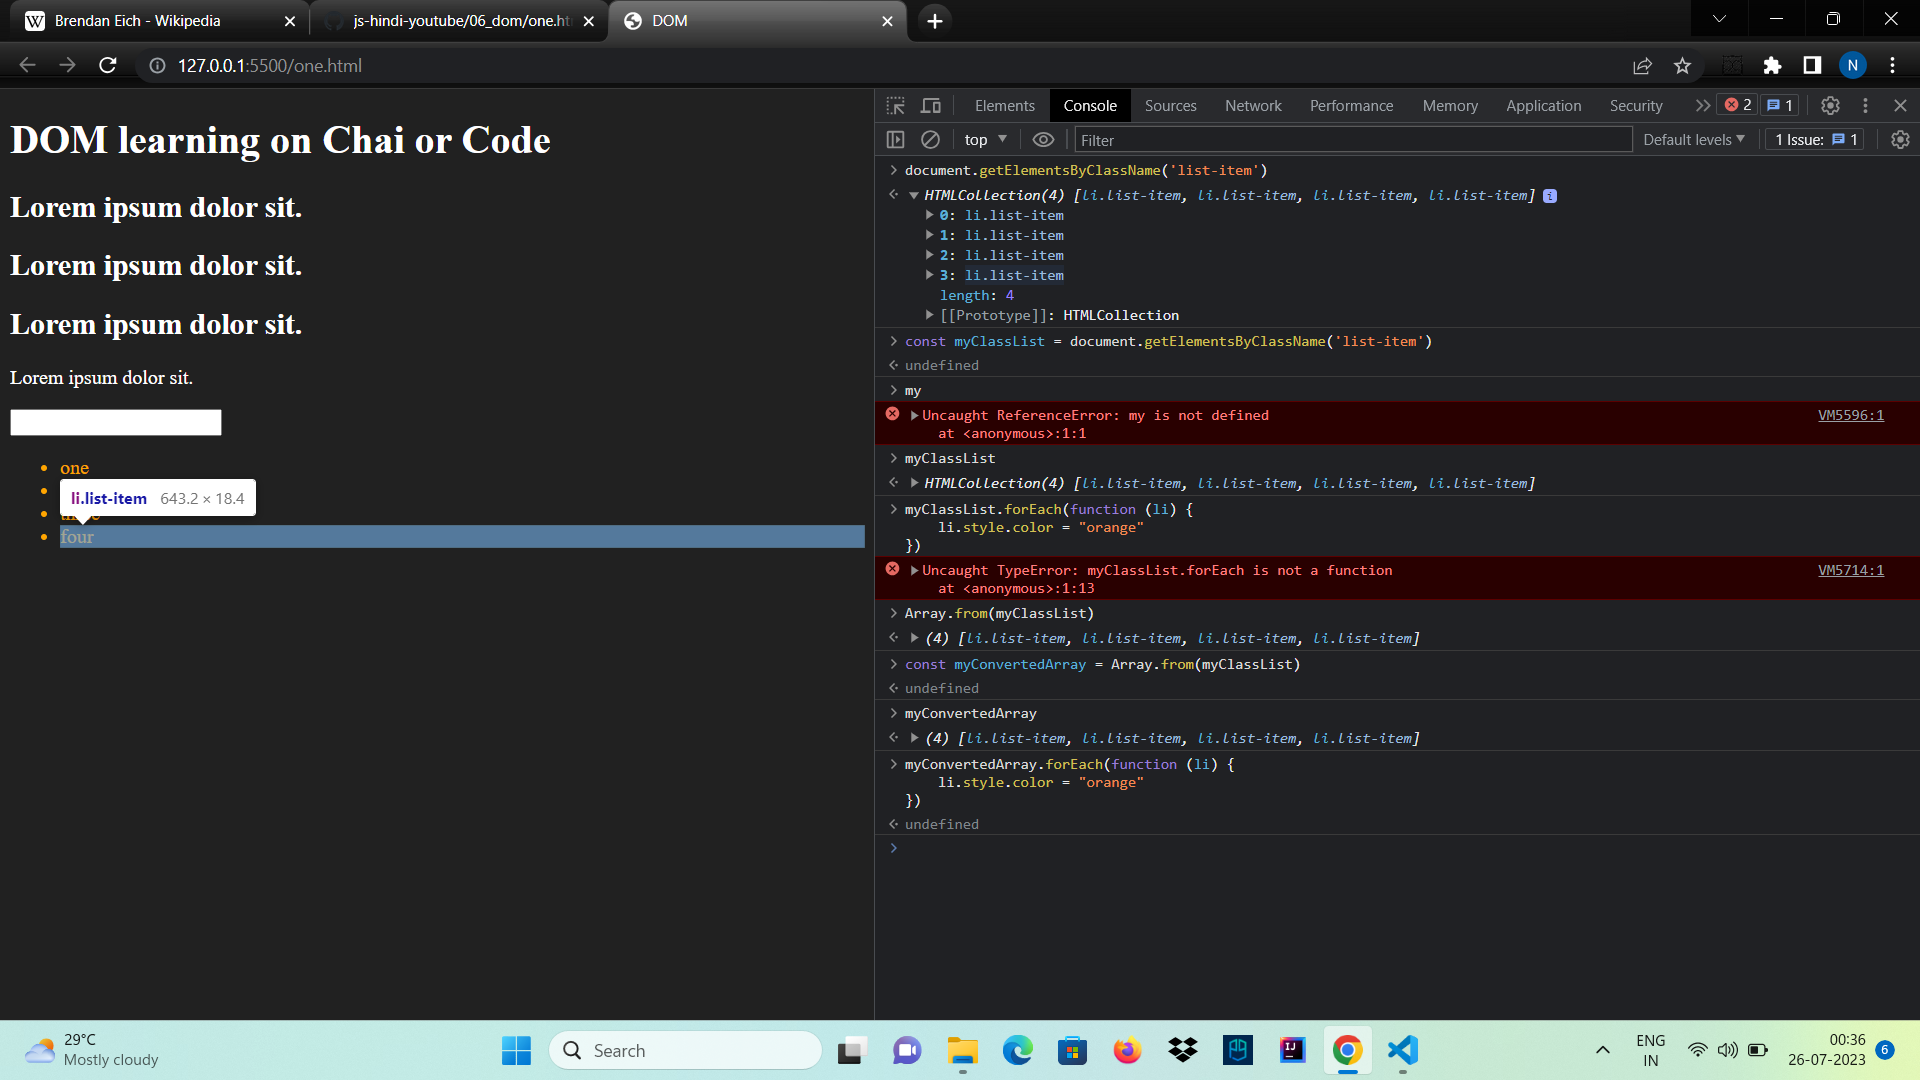 Brendan Eich - Wikipedia
js-hindi-youtube/06_dom/one.ht
DOM
127.0.0.1:5500/one.html
N
DOM learning on Chai or Code
Lorem ipsum dolor sit.
Lorem ipsum dolor sit.
Lorem ipsum dolor sit.
Lorem ipsum dolor sit.
one
li.list-item 643.2 × 18.4
four
Elements Console Sources Network Performance Memory Application Security 2 1
top Filter Default levels 1 Issue: 1
document.getElementsByClassName('list-item')
HTMLCollection(4) [li.list-item, li.list-item, li.list-item, li.list-item] i
0: li.list-item
1: li.list-item
2: li.list-item
3: li.list-item
length: 4
[[Prototype]]: HTMLCollection
const myClassList = document.getElementsByClassName('list-item')
undefined
my
Uncaught ReferenceError: my is not defined VM5596:1
at <anonymous>:1:1
myClassList
HTMLCollection(4) [li.list-item, li.list-item, li.list-item, li.list-item]
myClassList.forEach(function (li) {
li.style.color = "orange"
})
Uncaught TypeError: myClassList.forEach is not a function VM5714:1
at <anonymous>:1:13
Array.from(myClassList)
(4) [li.list-item, li.list-item, li.list-item, li.list-item]
const myConvertedArray = Array.from(myClassList)
undefined
myConvertedArray
(4) [li.list-item, li.list-item, li.list-item, li.list-item]
myConvertedArray.forEach(function (li) {
li.style.color = "orange"
})
undefined
29°C
Mostly cloudy
Search
ENG
IN
00:36
26-07-2023
6